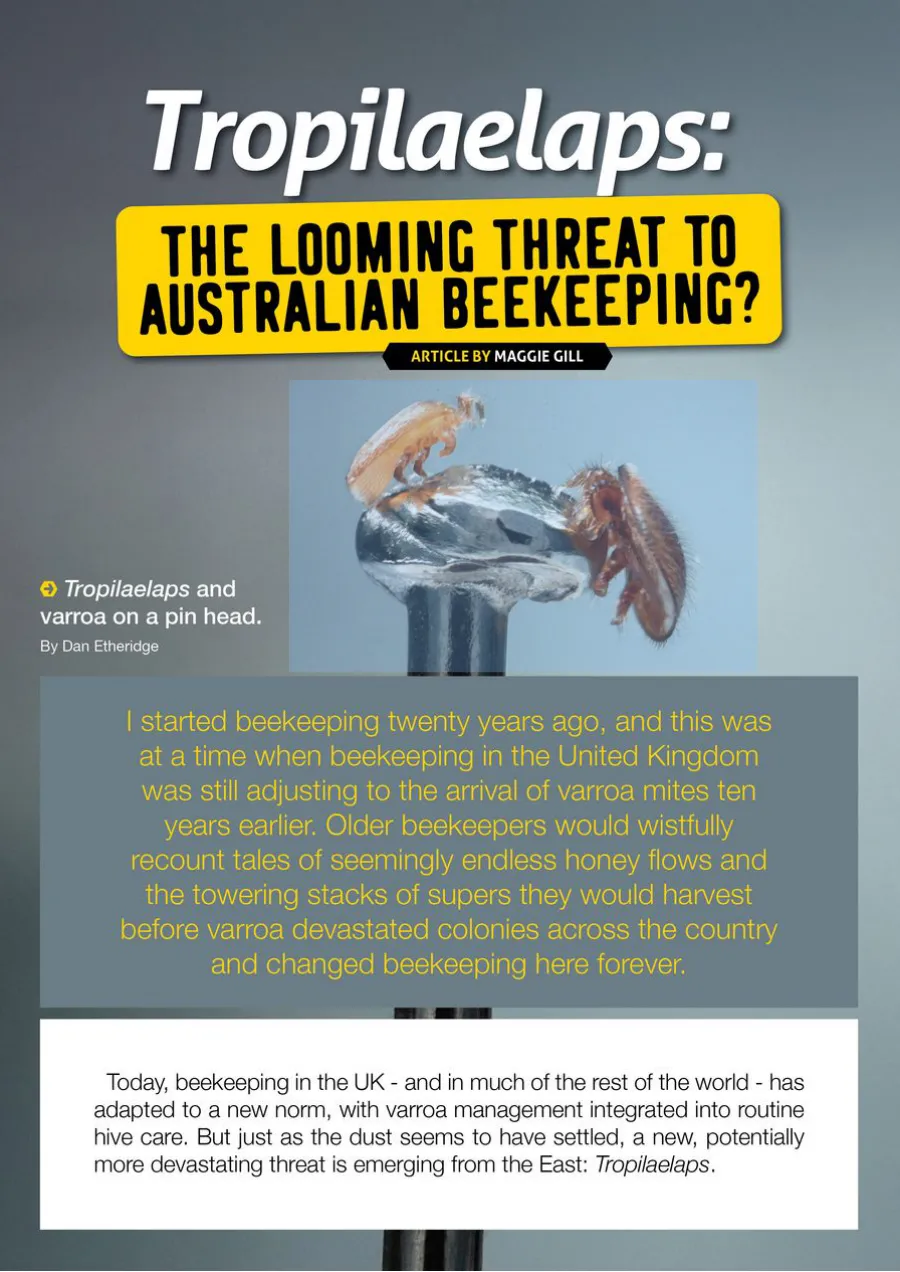 Tropilaelaps:
THE LOOMING THREAT TO
AUSTRALIAN BEEKEEPING?
ARTICLE BY MAGGIE GILL
Tropilaelaps and
varroa on a pin head.
By Dan Etheridge
I started beekeeping twenty years ago, and this was
at a time when beekeeping in the United Kingdom
was still adjusting to the arrival of varroa mites ten
years earlier. Older beekeepers would wistfully
recount tales of seemingly endless honey flows and
the towering stacks of supers they would harvest
before varroa devastated colonies across the country
and changed beekeeping here forever.
Today, beekeeping in the UK - and in much of the rest of the world - has
adapted to a new norm, with varroa management integrated into routine
hive care. But just as the dust seems to have settled, a new, potentially
more devastating threat is emerging from the East: Tropilaelaps.